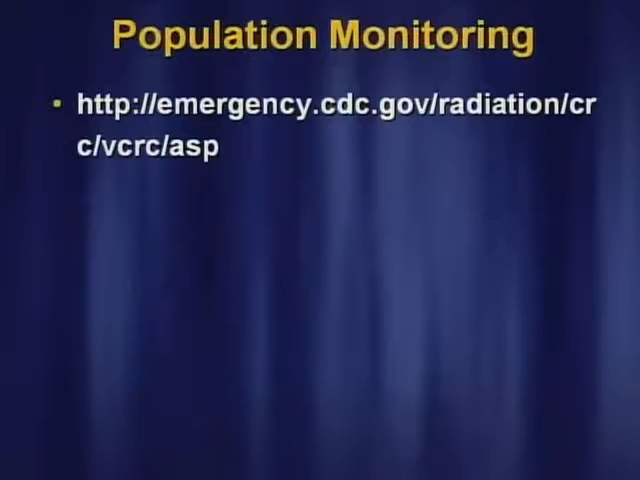 Population Monitoring
• http://emergency.cdc.gov/radiation/cr
c/vcrc/asp